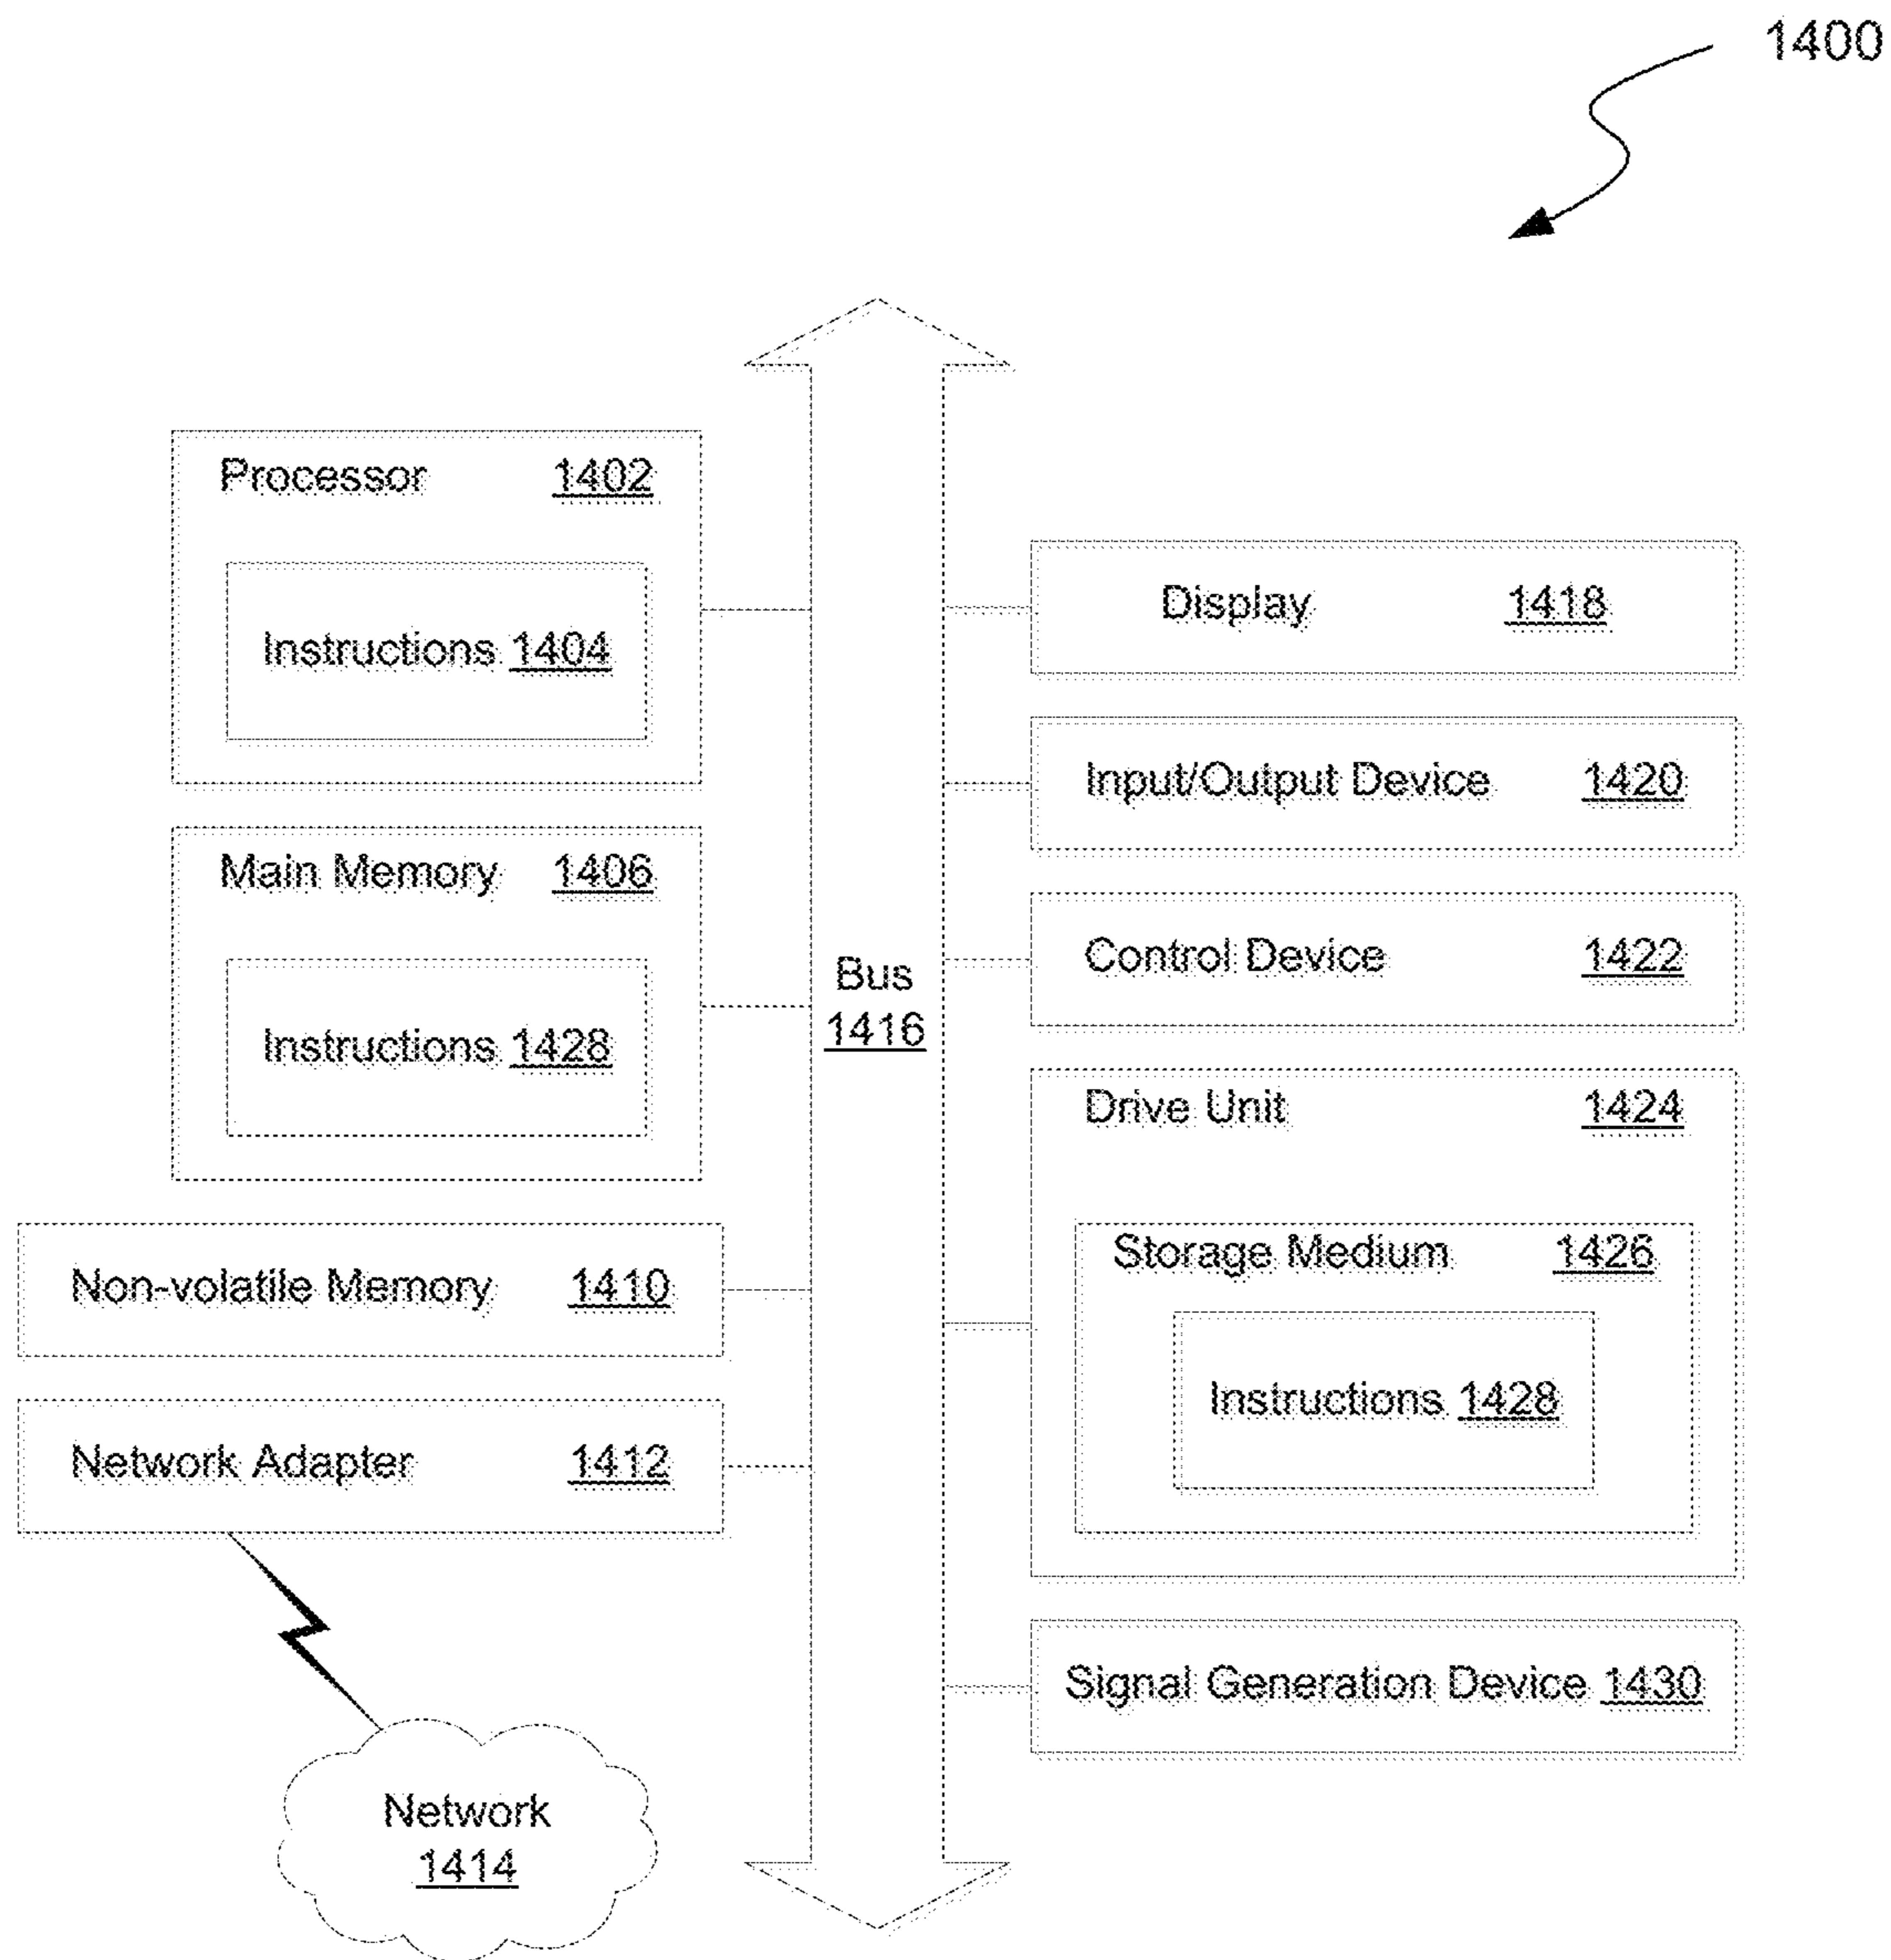 1400
Processor 1402
Instructions 1404
Main Memory 1406
Instructions 1428
Non-volatile Memory 1410
Network Adapter 1412
Network
1414
Bus
1416
Display 1418
Input/Output Device 1420
Control Device 1422
Drive Unit 1424
Storage Medium 1426
Instructions 1428
Signal Generation Device 1430